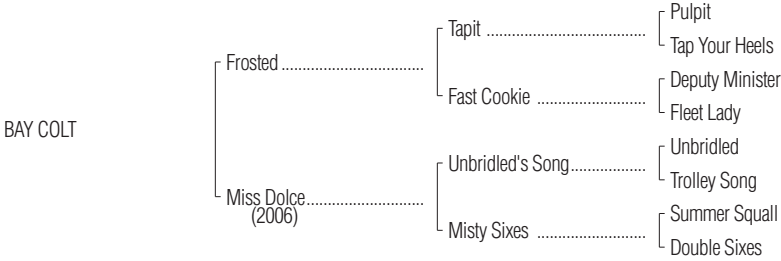 Pulpit
Tapit ..................................
Tap Your Heels
Frosted ..............................
Deputy Minister
Fast Cookie .......................
Fleet Lady
BAY COLT
Unbridled
Unbridled's Song................
Trolley Song
Miss Dolce.........................
(2006)
Summer Squall
Misty Sixes .......................
Double Sixes